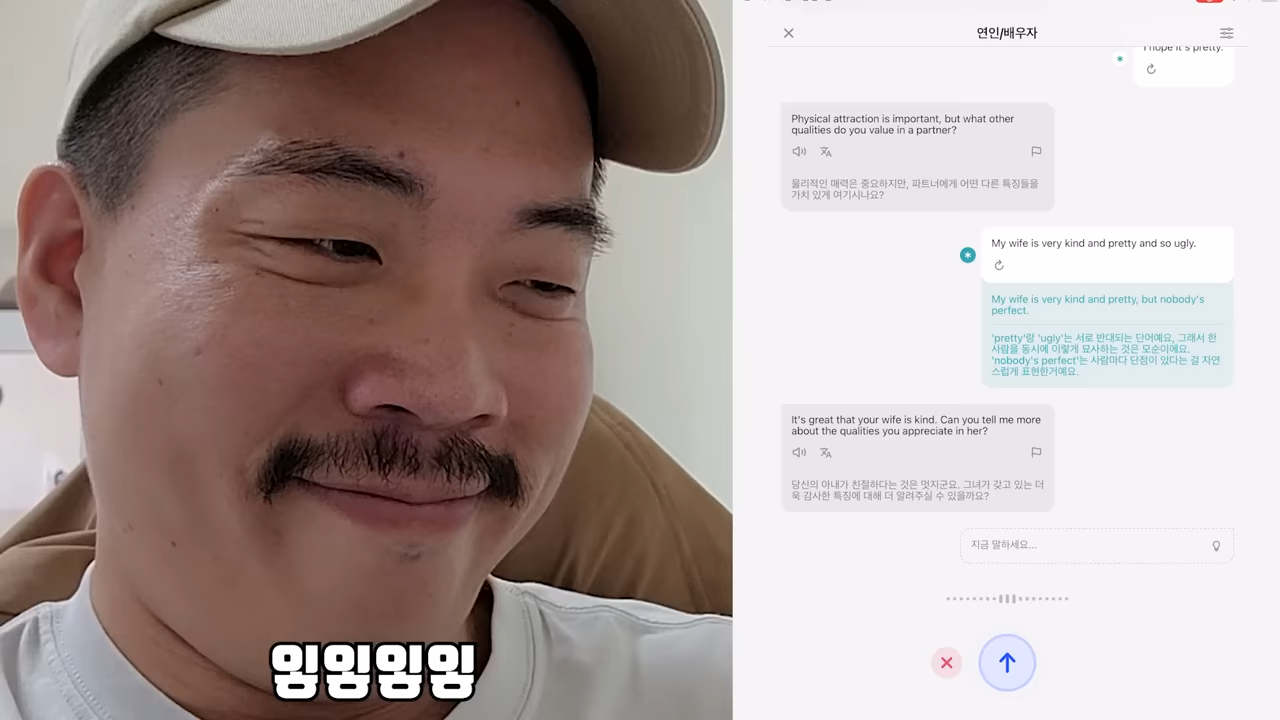 연인/배우자
I hope it's pretty.
Physical attraction is important, but what other
qualities do you value in a partner?
물리적인 매력은 중요하지만, 파트너에게 어떤 다른 특징들을
가치 있게 여기시나요?
My wife is very kind and pretty and so ugly.
My wife is very kind and pretty, but nobody's
perfect.
'pretty'랑 'ugly'는 서로 반대되는 단어예요, 그래서 한
사람을 동시에 이렇게 묘사하는 것은 모순이에요.
'nobody's perfect'는 사람마다 단점이 있다는 걸 자연
스럽게 표현한거예요.
It's great that your wife is kind. Can you tell me more
about the qualities you appreciate in her?
당신의 아내가 친절하다는 것은 멋지군요. 그녀가 갖고 있는 더
욱 감사한 특징에 대해 더 알려주실 수 있을까요?
지금 말하세요...
잉잉잉잉